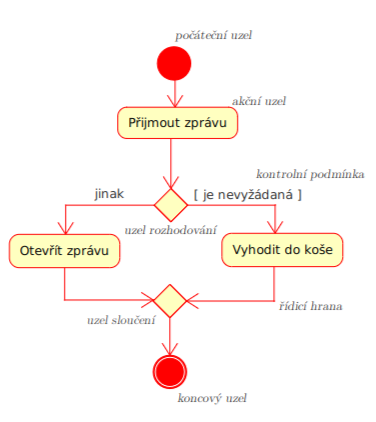 počáteční uzel
akční uzel
Přijmout zprávu
kontrolní podmínka
jinak
[ je nevyžádaná ]
uzel rozhodování
Otevřít zprávu
Vyhodit do koše
řídicí hrana
uzel sloučení
koncový uzel